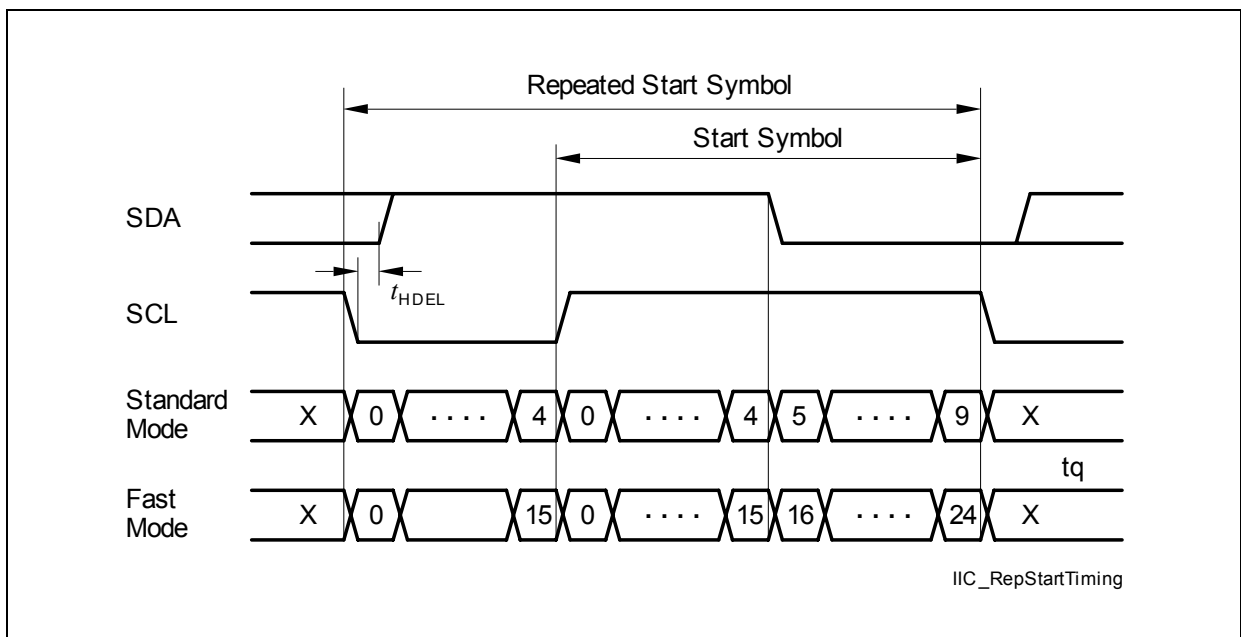 Repeated Start Symbol
Start Symbol
SDA
tHDEL
SCL
Standard
Mode
X 0 . . . . 4 0 . . . . 4 5 . . . . 9 X
tq
Fast
Mode
X 0 15 0 . . . . 15 16 . . . . 24 X
IIC_RepStartTiming